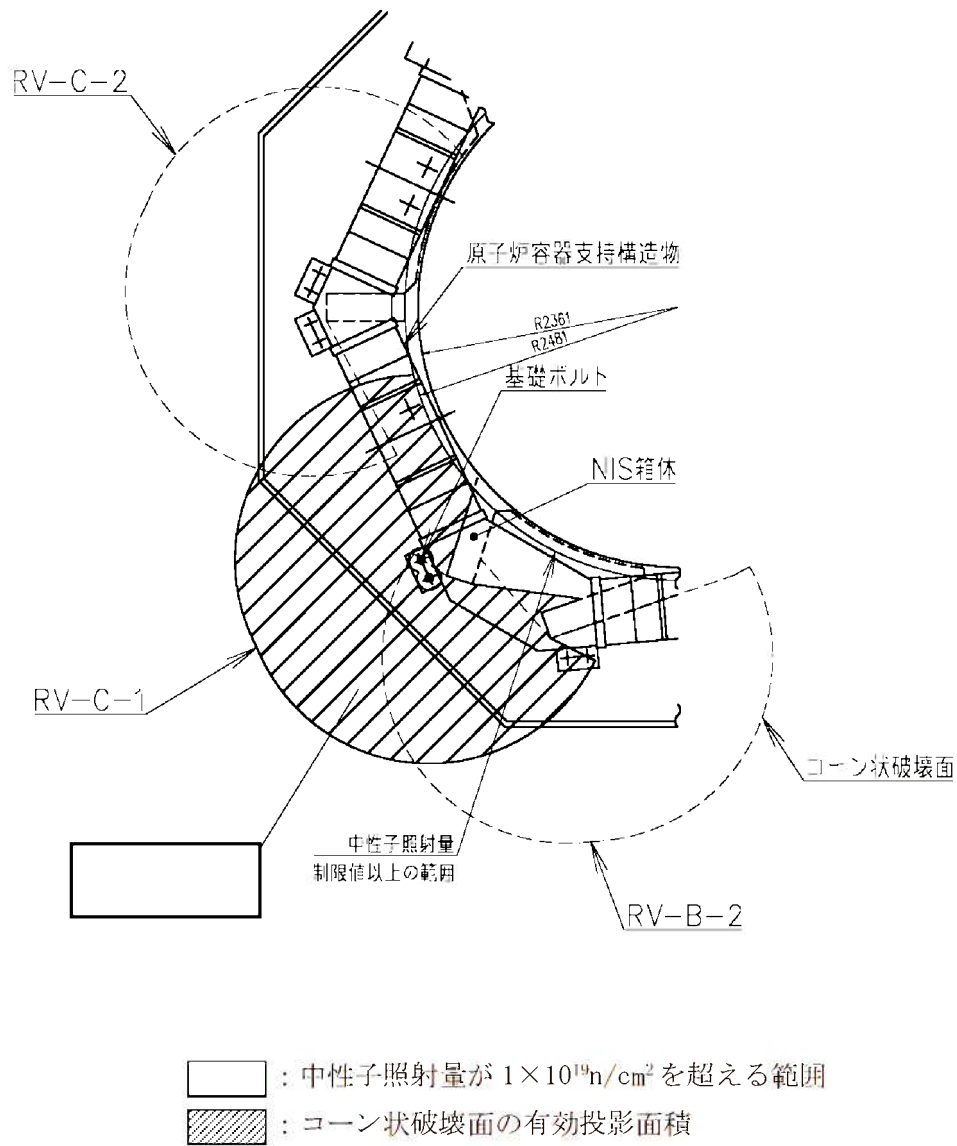 RV-C-2
原子炉容器支持構造物
R2361
R2481
基礎ボルト
NIS箱体
RV-C-1
コーン状破壊面
中性子照射量
制限値以上の範囲
RV-B-2
：中性子照射量が 1×10¹⁹n/cm² を超える範囲
：コーン状破壊面の有効投影面積